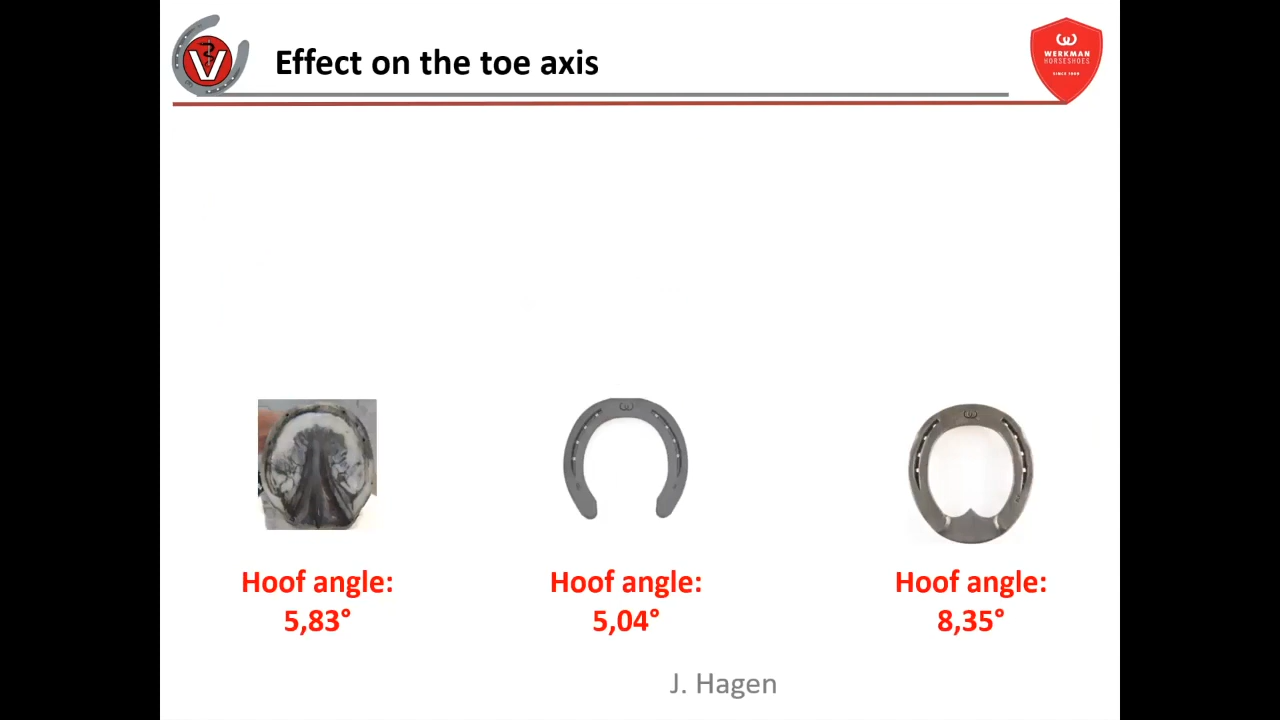 Effect on the toe axis
V
WERKMAN
HORSESHOES
SINCE
Hoof angle:
5,83°
Hoof angle:
5,04°
Hoof angle:
8,35°
J. Hagen